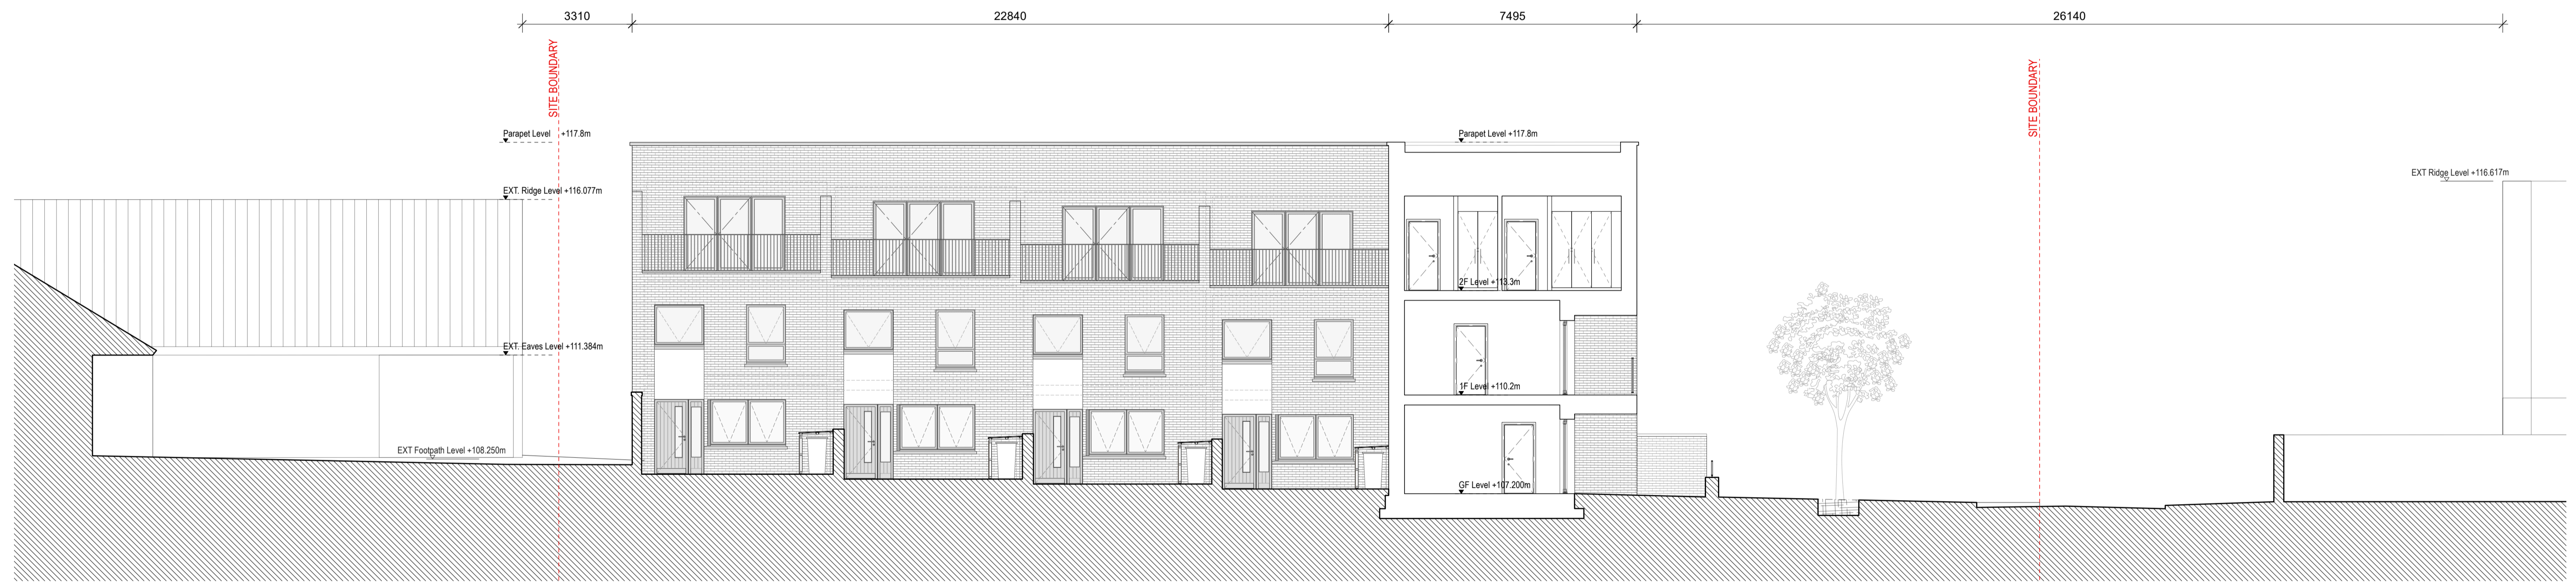 3310
22840
7495
26140
SITE BOUNDARY
SITE BOUNDARY
Parapet Level +117.8m
Parapet Level +117.8m
EXT. Ridge Level +116.077m
EXT Ridge Level +116.617m
2F Level +113.3m
EXT. Eaves Level +111.384m
1F Level +110.2m
EXT Footpath Level +108.250m
GF Level +107.200m